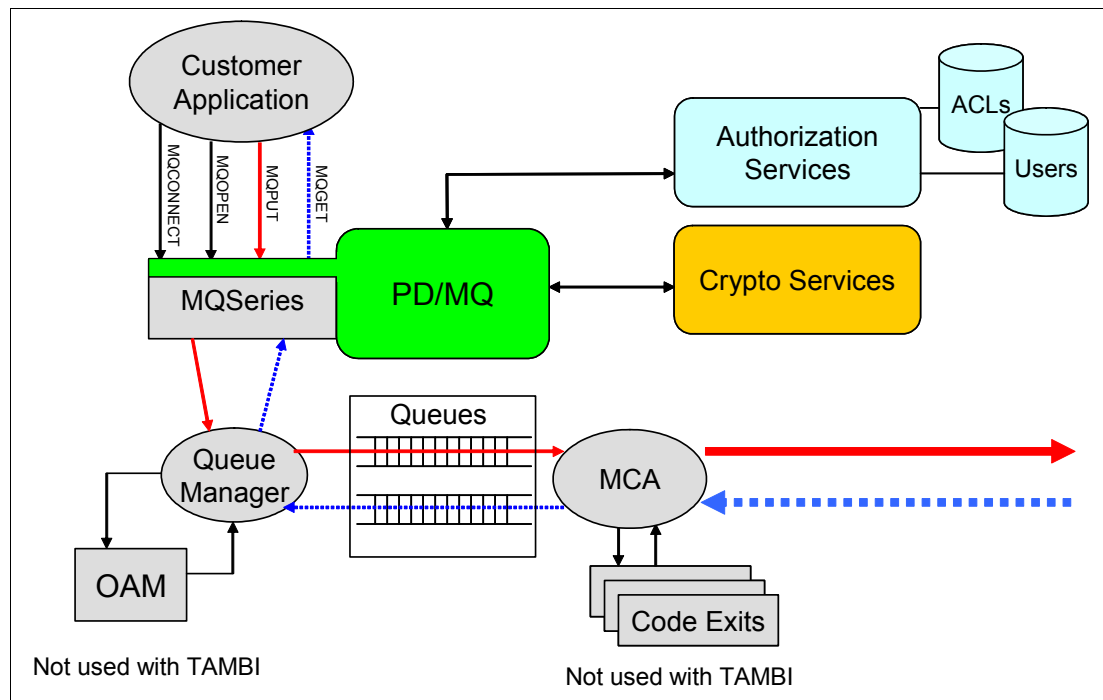 Customer
Application
ACLs
Users
Authorization
Services
MQCONNECT
MQOPEN
MQPUT
MQGET
MQSeries
PD/MQ
Crypto Services
Queues
Queue
Manager
MCA
OAM
Code Exits
Not used with TAMBI
Not used with TAMBI